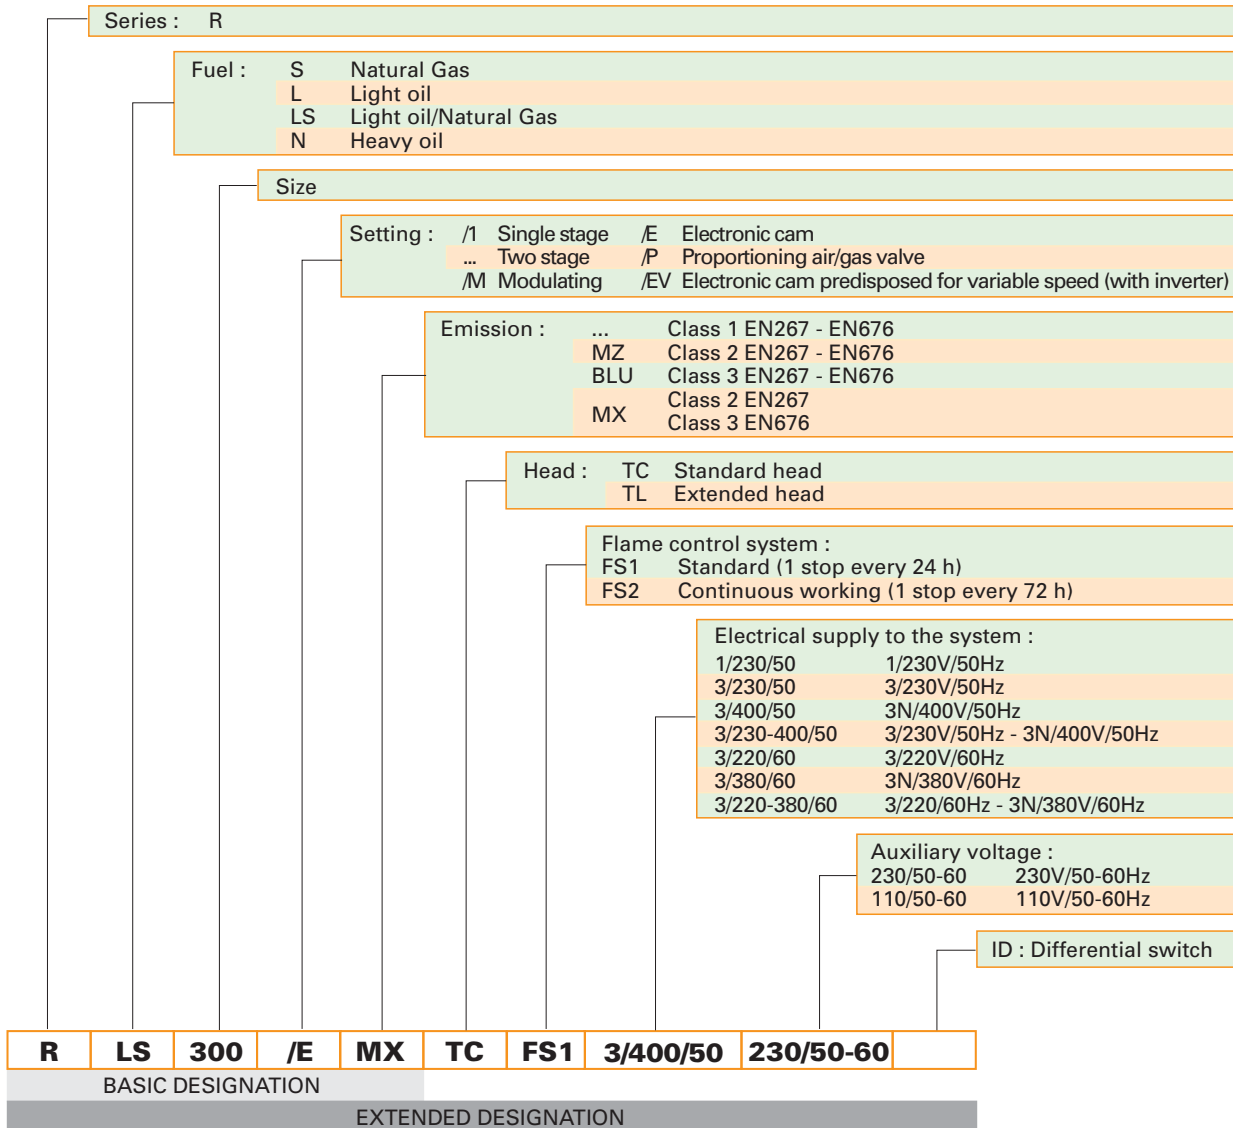 Series : R
Fuel : S Natural Gas
L Light oil
LS Light oil/Natural Gas
N Heavy oil
Size
Setting : /1 Single stage /E Electronic cam
... Two stage /P Proportioning air/gas valve
/M Modulating /EV Electronic cam predisposed for variable speed (with inverter)
Emission : ... Class 1 EN267 - EN676
MZ Class 2 EN267 - EN676
BLU Class 3 EN267 - EN676
MX Class 2 EN267
Class 3 EN676
Head : TC Standard head
TL Extended head
Flame control system :
FS1 Standard (1 stop every 24 h)
FS2 Continuous working (1 stop every 72 h)
Electrical supply to the system :
1/230/50 1/230V/50Hz
3/230/50 3/230V/50Hz
3/400/50 3N/400V/50Hz
3/230-400/50 3/230V/50Hz - 3N/400V/50Hz
3/220/60 3/220V/60Hz
3/380/60 3N/380V/60Hz
3/220-380/60 3/220/60Hz - 3N/380V/60Hz
Auxiliary voltage :
230/50-60 230V/50-60Hz
110/50-60 110V/50-60Hz
ID : Differential switch
R LS 300 /E MX TC FS1 3/400/50 230/50-60
BASIC DESIGNATION
EXTENDED DESIGNATION